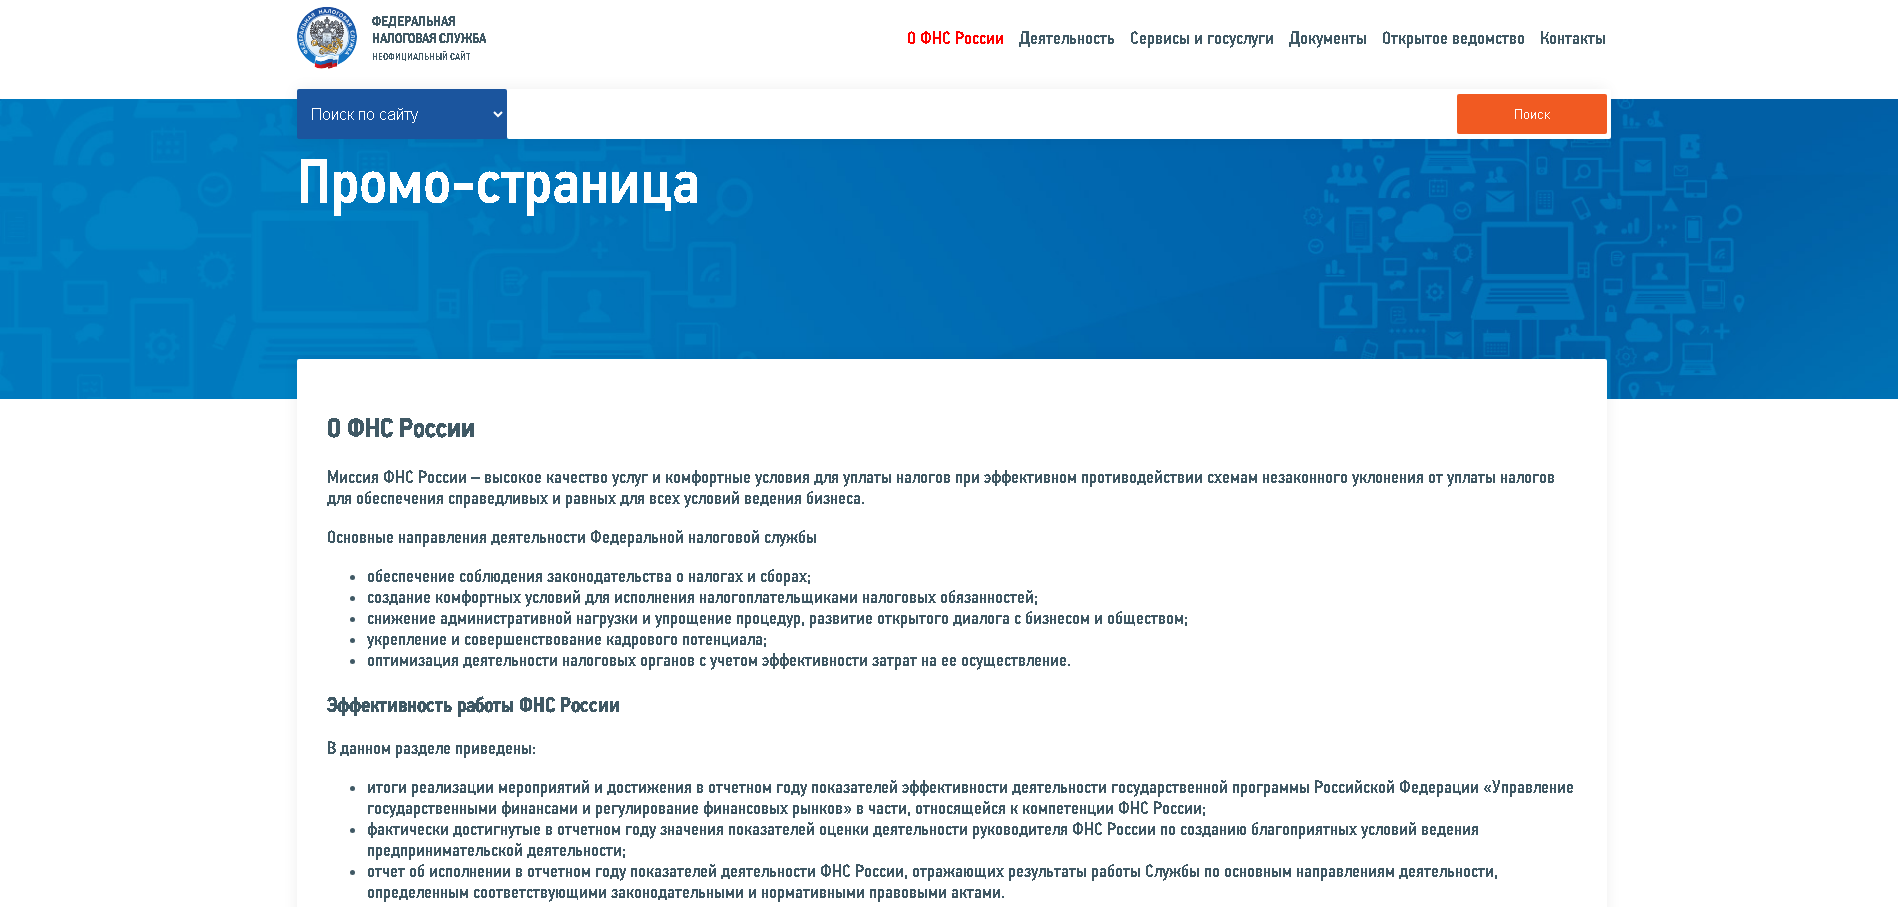 ФЕДЕРАЛЬНАЯ
НАЛОГОВАЯ СЛУЖБА
НЕОФИЦИАЛЬНЫЙ САЙТ
О ФНС России Деятельность Сервисы и госуслуги Документы Открытое ведомство Контакты
Поиск по сайту Поиск
Промо-страница
О ФНС России
Миссия ФНС России – высокое качество услуг и комфортные условия для уплаты налогов при эффективном противодействии схемам незаконного уклонения от уплаты налогов
для обеспечения справедливых и равных для всех условий ведения бизнеса.
Основные направления деятельности Федеральной налоговой службы
• обеспечение соблюдения законодательства о налогах и сборах;
• создание комфортных условий для исполнения налогоплательщиками налоговых обязанностей;
• снижение административной нагрузки и упрощение процедур, развитие открытого диалога с бизнесом и обществом;
• укрепление и совершенствование кадрового потенциала;
• оптимизация деятельности налоговых органов с учетом эффективности затрат на ее осуществление.
Эффективность работы ФНС России
В данном разделе приведены:
• итоги реализации мероприятий и достижения в отчетном году показателей эффективности деятельности государственной программы Российской Федерации «Управление
государственными финансами и регулирование финансовых рынков» в части, относящейся к компетенции ФНС России;
• фактически достигнутые в отчетном году значения показателей оценки деятельности руководителя ФНС России по созданию благоприятных условий ведения
предпринимательской деятельности;
• отчет об исполнении в отчетном году показателей деятельности ФНС России, отражающих результаты работы Службы по основным направлениям деятельности,
определенным соответствующими законодательными и нормативными правовыми актами.